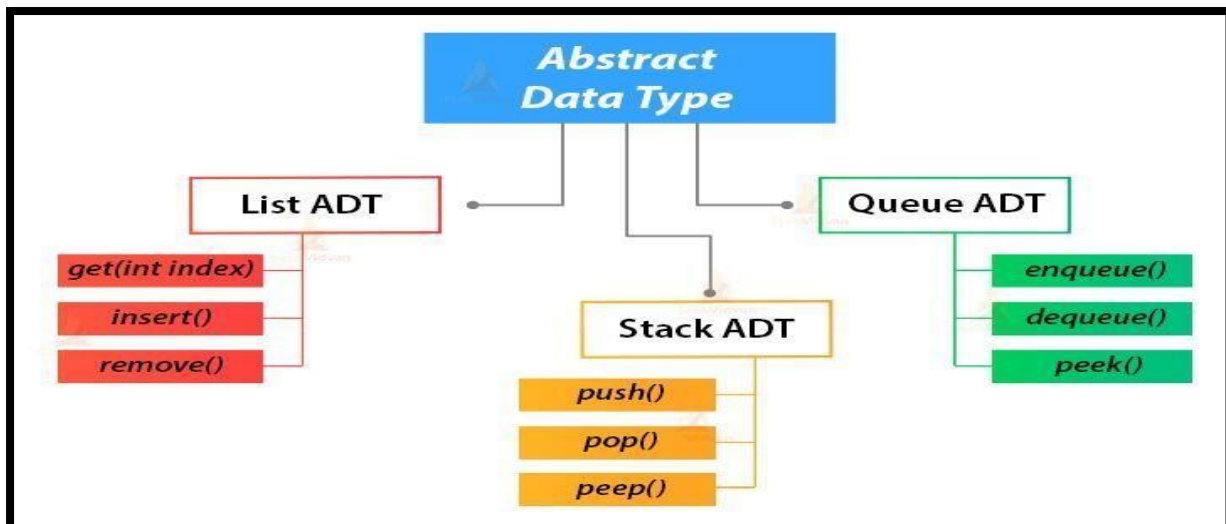 Abstract
Data Type
List ADT
get(int index)
insert()
remove()
Stack ADT
push()
pop()
peep()
Queue ADT
enqueue()
dequeue()
peek()